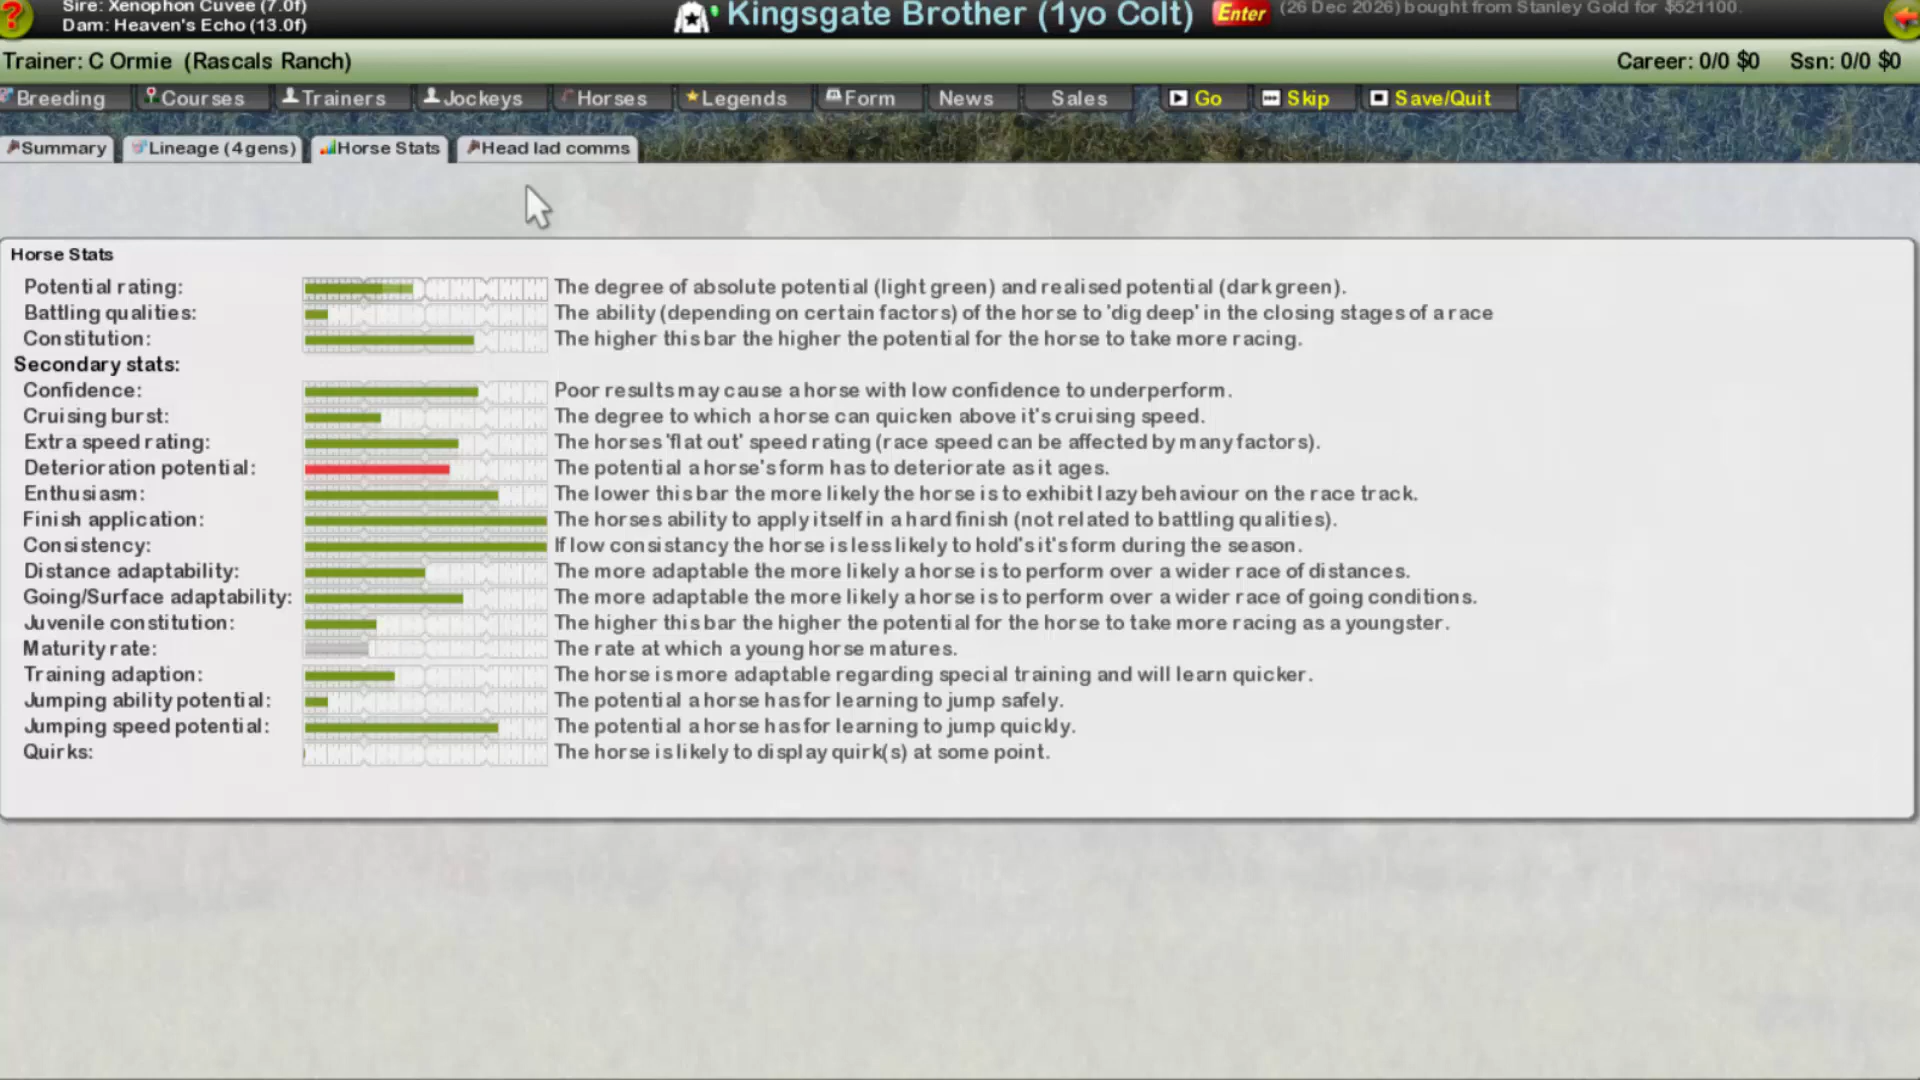 ?
Sire: Xenophon Cuvee (7.0f)
Dam: Heaven's Echo (13.0f)
Kingsgate Brother (1yo Colt) Enter (26 Dec 2026) bought from Stanley Gold for $521100.
Trainer: C Ormie (Rascals Ranch) Career: 0/0 $0 Ssn: 0/0 $0
Breeding Courses Trainers Jockeys Horses Legends Form News Sales Go Skip Save/Quit
Summary Lineage (4gens) Horse Stats Head lad comms
Horse Stats
Potential rating: The degree of absolute potential (light green) and realised potential (dark green).
Battling qualities: The ability (depending on certain factors) of the horse to 'dig deep' in the closing stages of a race
Constitution: The higher this bar the higher the potential for the horse to take more racing.
Secondary stats:
Confidence: Poor results may cause a horse with low confidence to underperform.
Cruising burst: The degree to which a horse can quicken above it's cruising speed.
Extra speed rating: The horses 'flat out' speed rating (race speed can be affected by many factors).
Deterioration potential: The potential a horse's form has to deteriorate as it ages.
Enthusiasm: The lower this bar the more likely the horse is to exhibit lazy behaviour on the race track.
Finish application: The horses ability to apply itself in a hard finish (not related to battling qualities).
Consistency: If low consistancy the horse is less likely to hold's it's form during the season.
Distance adaptability: The more adaptable the more likely a horse is to perform over a wider race of distances.
Going/Surface adaptability: The more adaptable the more likely a horse is to perform over a wider race of going conditions.
Juvenile constitution: The higher this bar the higher the potential for the horse to take more racing as a youngster.
Maturity rate: The rate at which a young horse matures.
Training adaption: The horse is more adaptable regarding special training and will learn quicker.
Jumping ability potential: The potential a horse has for learning to jump safely.
Jumping speed potential: The potential a horse has for learning to jump quickly.
Quirks: The horse is likely to display quirk(s) at some point.